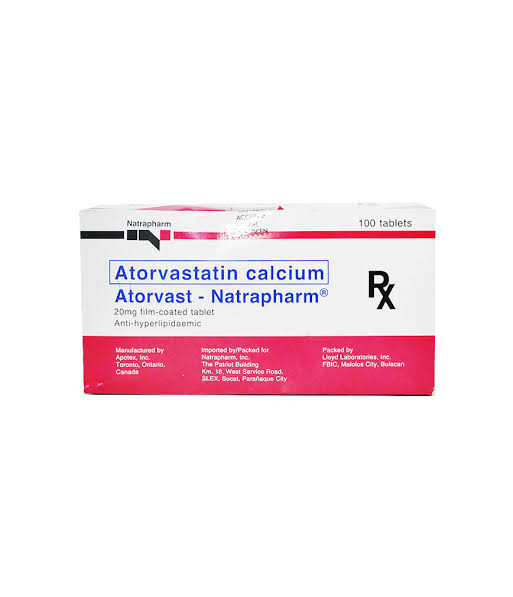 Natrapharm
100 tablets
Atorvastatin calcium
Atorvast - Natrapharm®
20mg film-coated tablet
Anti-hyperlipidaemic
Rx
Manufactured by
Apotex, Inc.
Toronto, Ontario,
Canada
Imported by/Packed for
Natrapharm, Inc.
The Patriot Building
Km. 18, West Service Road,
SLEX, Sucat, Parañaque City
Packed by
Lloyd Laboratories, Inc.
FBIC, Malolos City, Bulacan